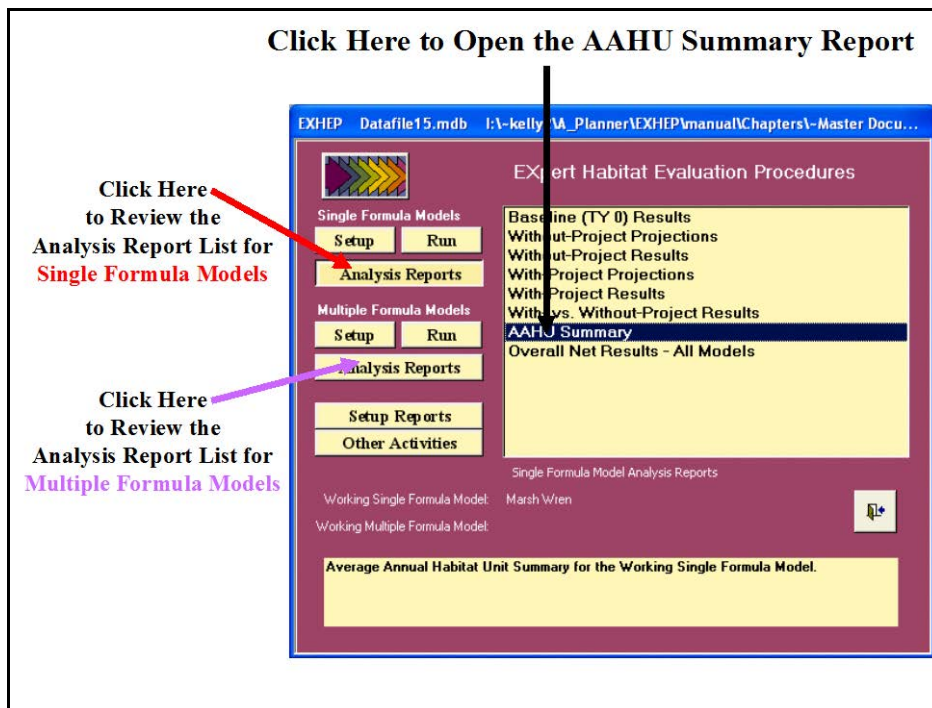 Click Here to Open the AAHU Summary Report
EXHEP Datafile15.mdb I:\~kelly\A_Planner\EXHEP\manual\Chapters\~Master Docu...
EXpert Habitat Evaluation Procedures
Click Here
to Review the
Analysis Report List for
Single Formula Models
Single Formula Models
Setup Run
Analysis Reports
Multiple Formula Models
Setup Run
Analysis Reports
Setup Reports
Other Activities
Baseline (TY 0) Results
Without-Project Projections
Without-Project Results
With-Project Projections
With-Project Results
With vs. Without-Project Results
AAHU Summary
Overall Net Results - All Models
Click Here
to Review the
Analysis Report List for
Multiple Formula Models
Single Formula Model Analysis Reports
Working Single Formula Model: Marsh Wren
Working Multiple Formula Model:
Average Annual Habitat Unit Summary for the Working Single Formula Model.